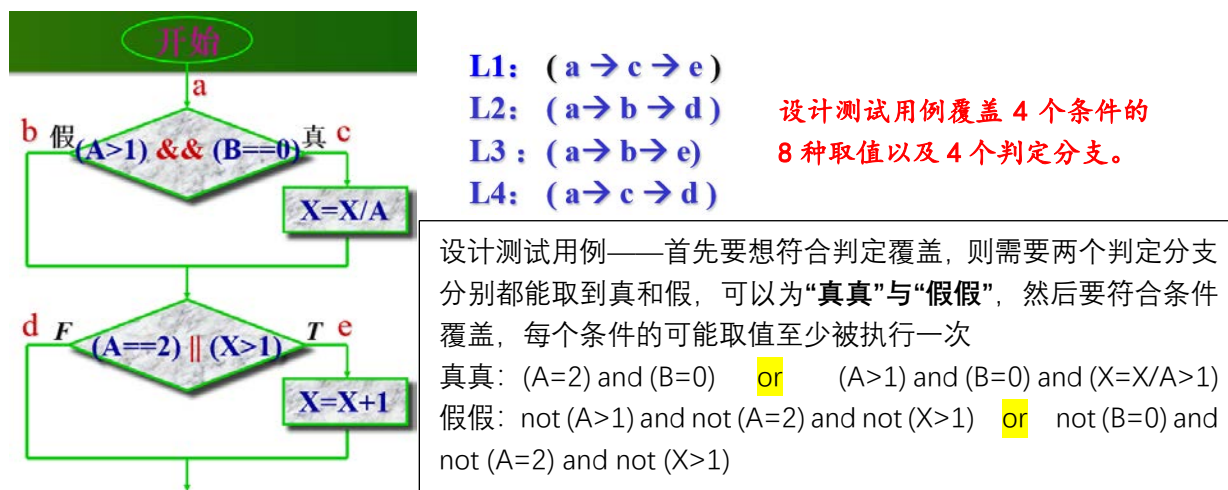 开始
a
b 假 (A>1) && (B==0) 真 c
X=X/A
d F (A==2) || (X>1) T e
X=X+1
L1： ( a → c → e )
L2： ( a→ b → d )
L3 ：( a→ b→ e)
L4： ( a→ c → d )
设计测试用例覆盖 4 个条件的
8 种取值以及 4 个判定分支。
设计测试用例——首先要想符合判定覆盖，则需要两个判定分支
分别都能取到真和假，可以为“真真”与“假假”，然后要符合条件
覆盖，每个条件的可能取值至少被执行一次
真真：(A=2) and (B=0) or (A>1) and (B=0) and (X=X/A>1)
假假：not (A>1) and not (A=2) and not (X>1) or not (B=0) and
not (A=2) and not (X>1)